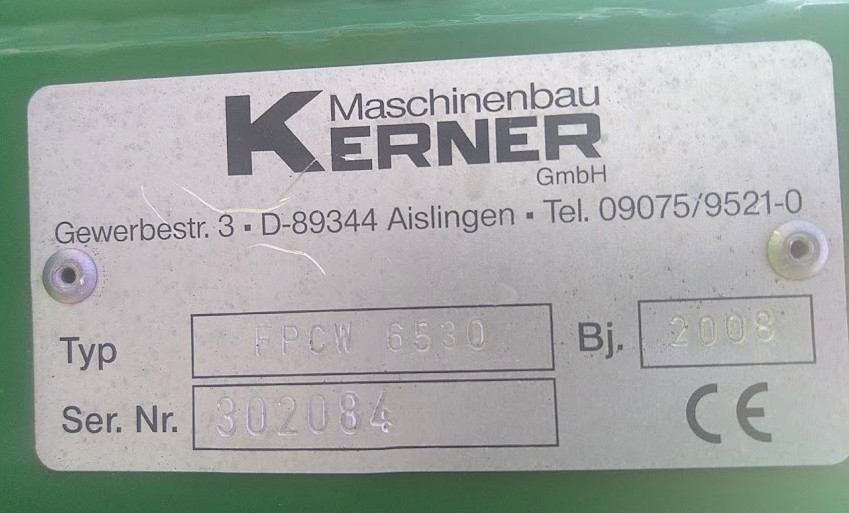 Maschinenbau
KERNER
GmbH
Gewerbestr. 3 ▪ D-89344 Aislingen ▪ Tel. 09075/9521-0
Typ FPCW 6530 Bj. 2008
Ser. Nr. 302084 CE